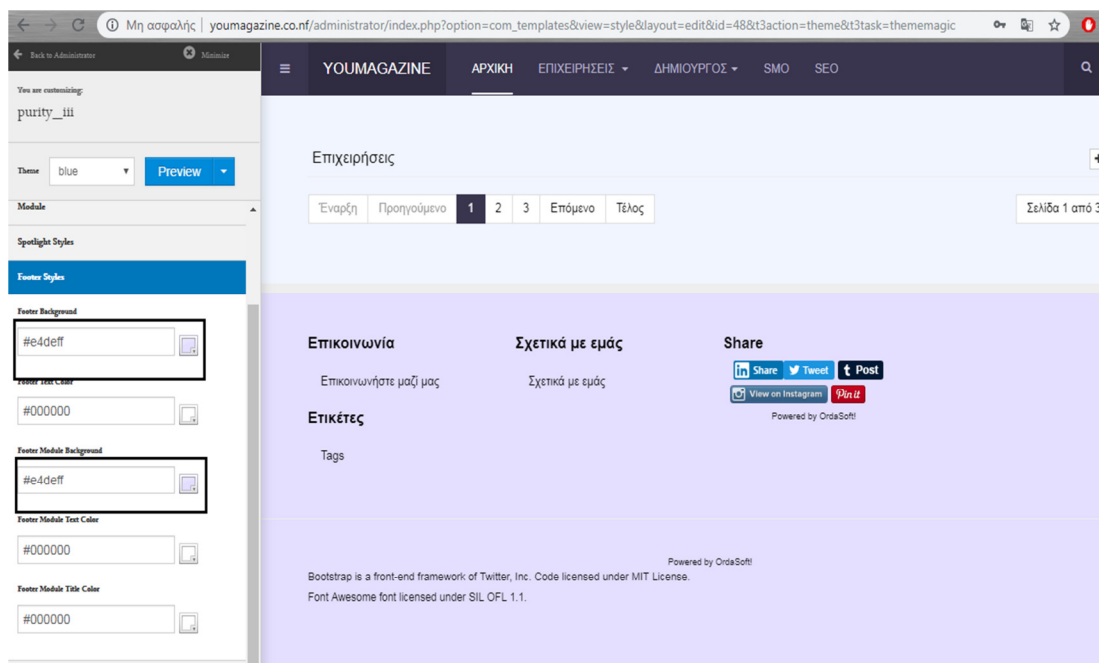 Μη ασφαλής | youmagazine.co.nf/administrator/index.php?option=com_templates&view=style&layout=edit&id=48&t3action=theme&t3task=thememagic
Back to Administrator Minimize
You are customizing:
purity_iii
Theme blue Preview
Module
Spotlight Styles
Footer Styles
Footer Background
#e4deff
Footer Text Color
#000000
Footer Module Background
#e4deff
Footer Module Text Color
#000000
Footer Module Title Color
#000000
YOUMAGAZINE ΑΡΧΙΚΗ ΕΠΙΧΕΙΡΗΣΕΙΣ ΔΗΜΙΟΥΡΓΟΣ SMO SEO
Επιχειρήσεις
Έναρξη Προηγούμενο 1 2 3 Επόμενο Τέλος Σελίδα 1 από 3
Επικοινωνία Σχετικά με εμάς Share
Επικοινωνήστε μαζί μας Σχετικά με εμάς
in Share Tweet t Post
View on Instagram Pin it
Powered by OrdaSoft!
Ετικέτες
Tags
Powered by OrdaSoft!
Bootstrap is a front-end framework of Twitter, Inc. Code licensed under MIT License.
Font Awesome font licensed under SIL OFL 1.1.